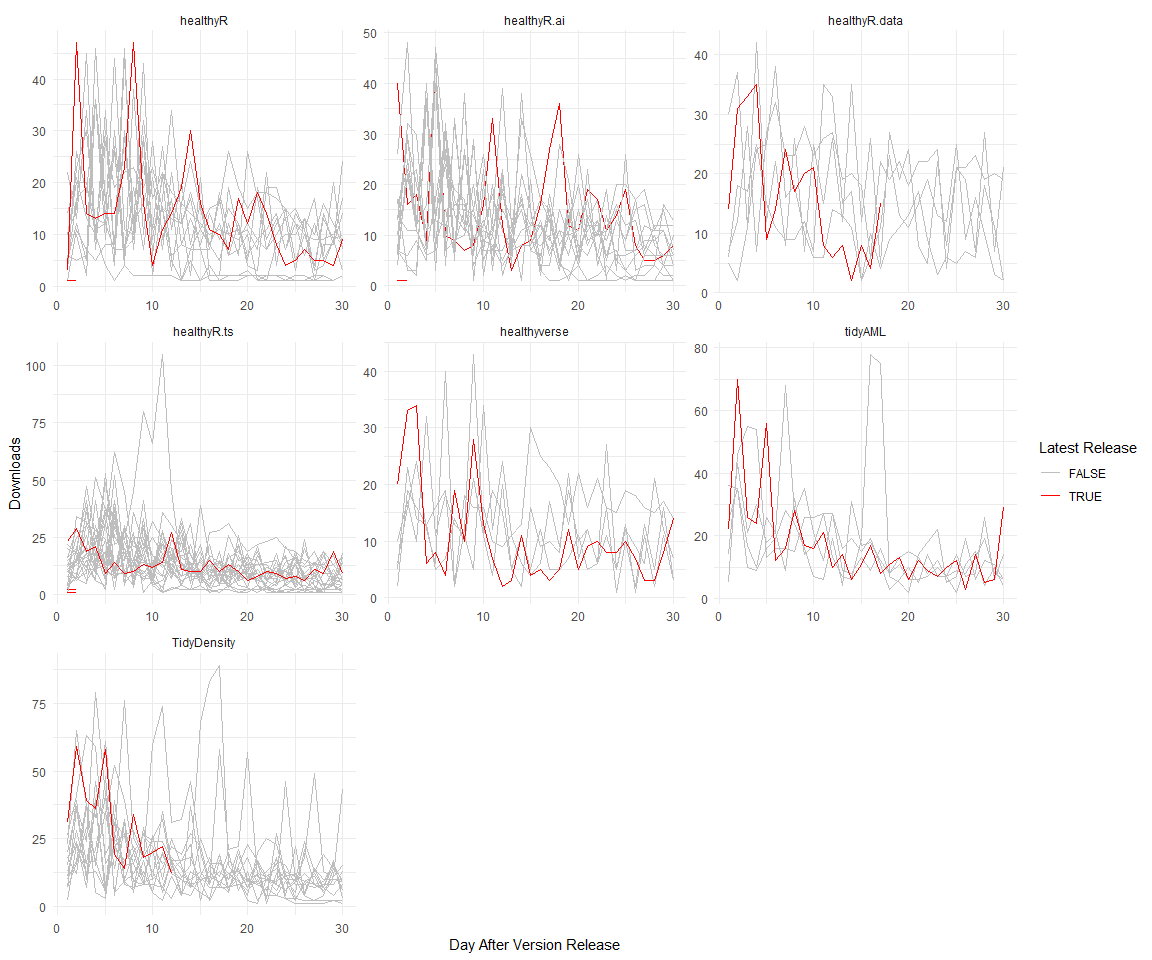 healthyR healthyR.ai healthyR.data
0 10 20 30 40
0 10 20 30
0 10 20 30 40 50
0 10 20 30
0 10 20 30 40
0 10 20 30
healthyR.ts healthyverse tidyAML
0 25 50 75 100
0 10 20 30
0 10 20 30 40
0 10 20 30
0 20 40 60 80
0 10 20 30
TidyDensity
0 25 50 75
0 10 20 30
Downloads
Day After Version Release
Latest Release
FALSE
TRUE